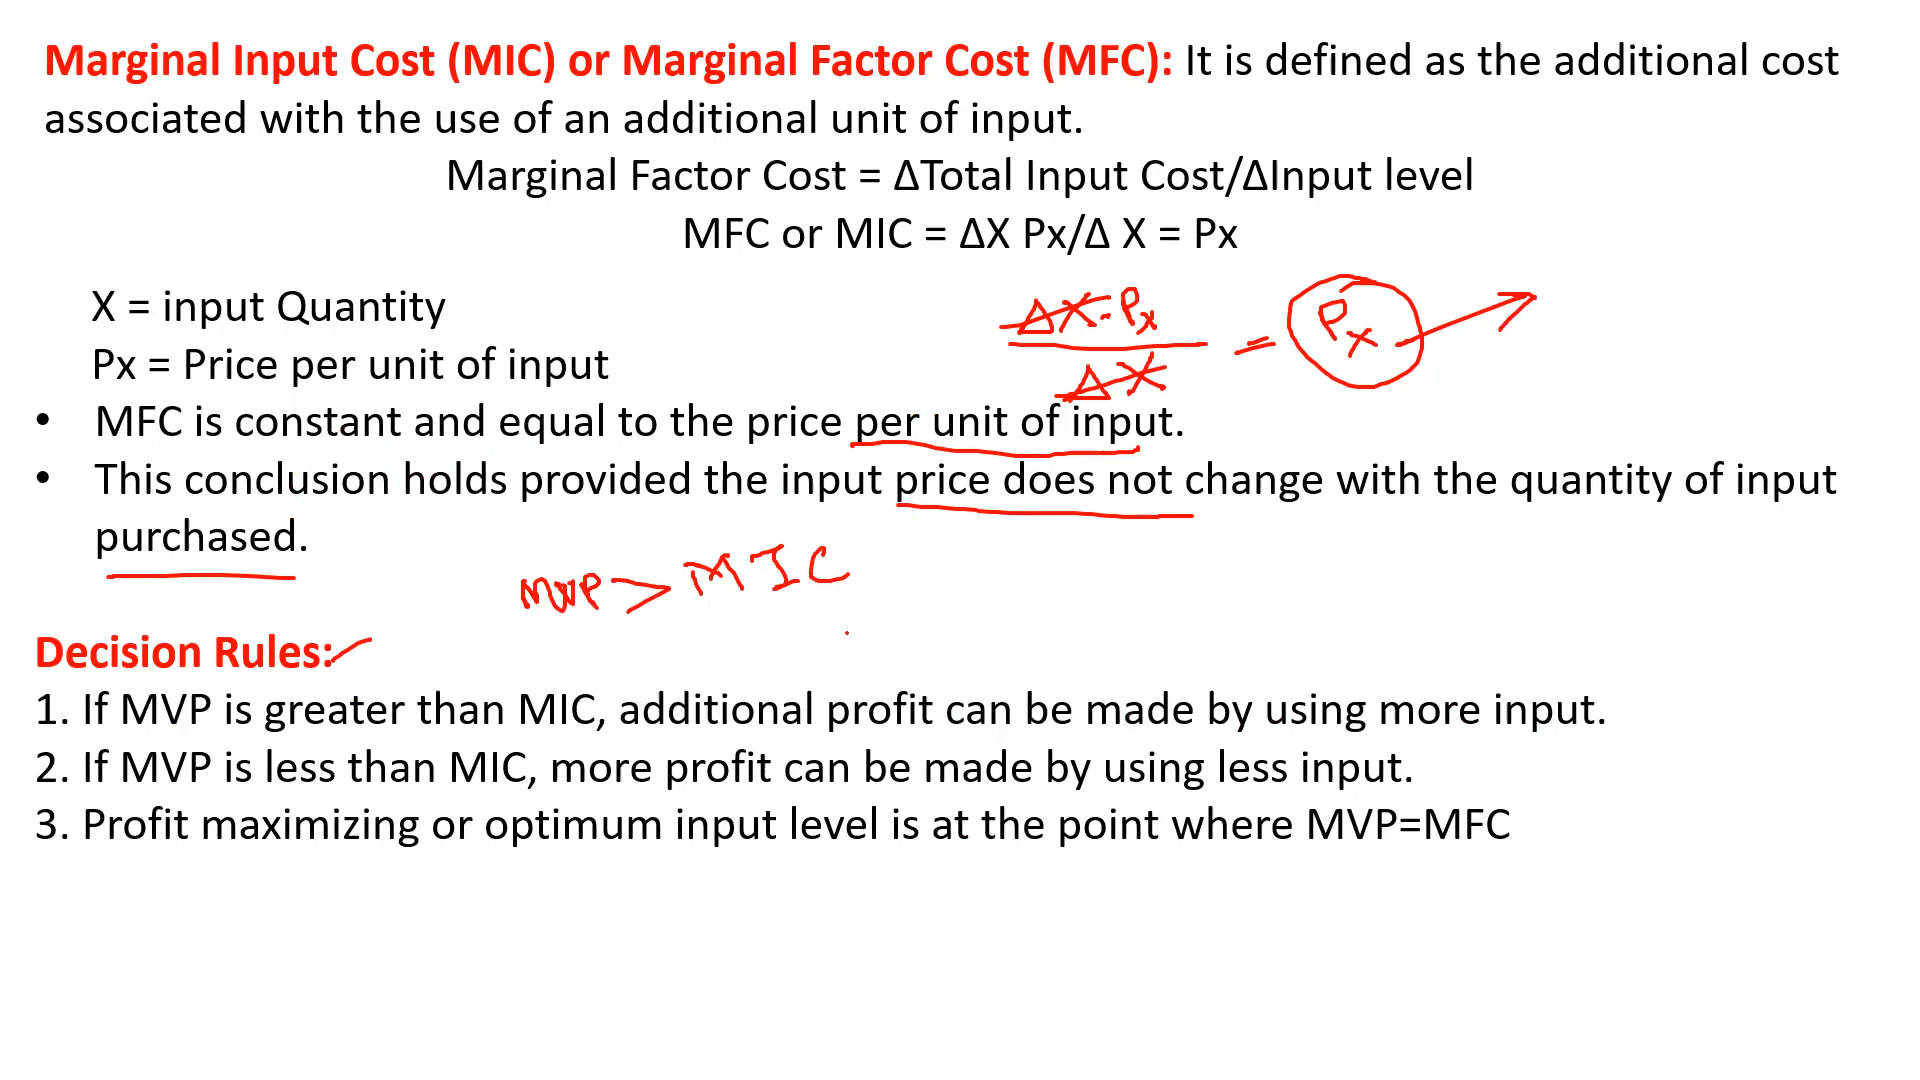 Marginal Input Cost (MIC) or Marginal Factor Cost (MFC): It is defined as the additional cost
associated with the use of an additional unit of input.
Marginal Factor Cost = ΔTotal Input Cost/ΔInput level
MFC or MIC = ΔX Px/Δ X = Px
X = input Quantity
ΔX·Px
ΔX
= Px
Px = Price per unit of input
• MFC is constant and equal to the price per unit of input.
• This conclusion holds provided the input price does not change with the quantity of input
purchased.
MVP > MIC
Decision Rules:
1. If MVP is greater than MIC, additional profit can be made by using more input.
2. If MVP is less than MIC, more profit can be made by using less input.
3. Profit maximizing or optimum input level is at the point where MVP=MFC